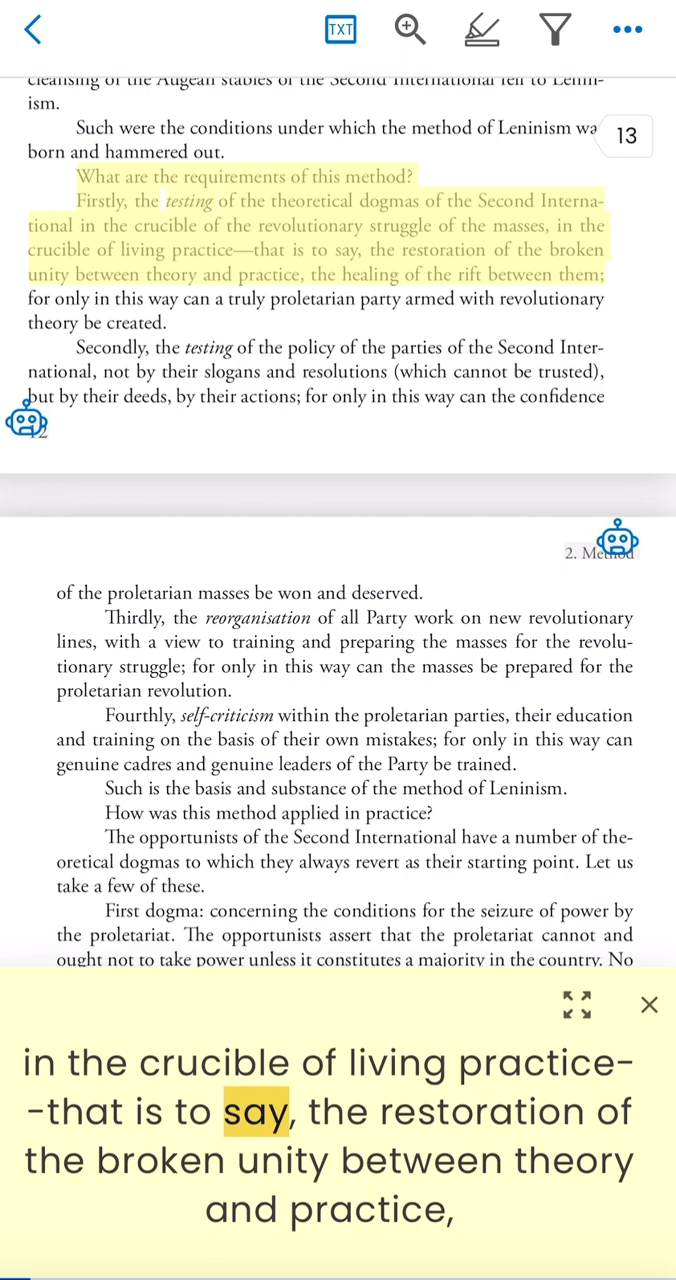 TXT
cleansing of the Augean stables of the Second International fell to Lenin-
ism.
Such were the conditions under which the method of Leninism wa
13
born and hammered out.
What are the requirements of this method?
Firstly, the testing of the theoretical dogmas of the Second Interna-
tional in the crucible of the revolutionary struggle of the masses, in the
crucible of living practice—that is to say, the restoration of the broken
unity between theory and practice, the healing of the rift between them;
for only in this way can a truly proletarian party armed with revolutionary
theory be created.
Secondly, the testing of the policy of the parties of the Second Inter-
national, not by their slogans and resolutions (which cannot be trusted),
but by their deeds, by their actions; for only in this way can the confidence
12
2. Method
of the proletarian masses be won and deserved.
Thirdly, the reorganisation of all Party work on new revolutionary
lines, with a view to training and preparing the masses for the revolu-
tionary struggle; for only in this way can the masses be prepared for the
proletarian revolution.
Fourthly, self-criticism within the proletarian parties, their education
and training on the basis of their own mistakes; for only in this way can
genuine cadres and genuine leaders of the Party be trained.
Such is the basis and substance of the method of Leninism.
How was this method applied in practice?
The opportunists of the Second International have a number of the-
oretical dogmas to which they always revert as their starting point. Let us
take a few of these.
First dogma: concerning the conditions for the seizure of power by
the proletariat. The opportunists assert that the proletariat cannot and
ought not to take power unless it constitutes a majority in the country. No
in the crucible of living practice-
-that is to say, the restoration of
the broken unity between theory
and practice,